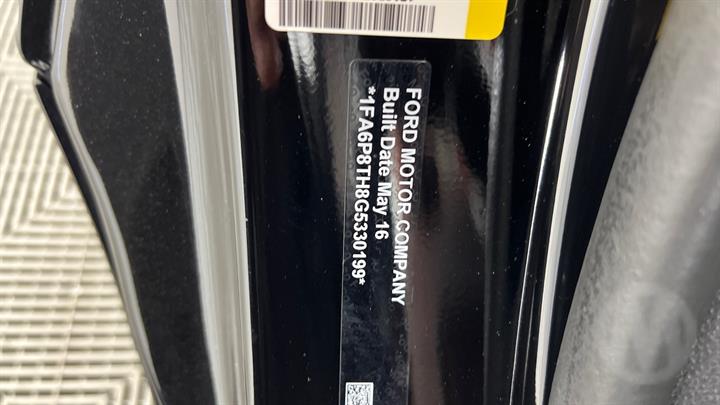 FORD MOTOR COMPANY
Built Date May 16
*1FA6P8TH8G5330199*